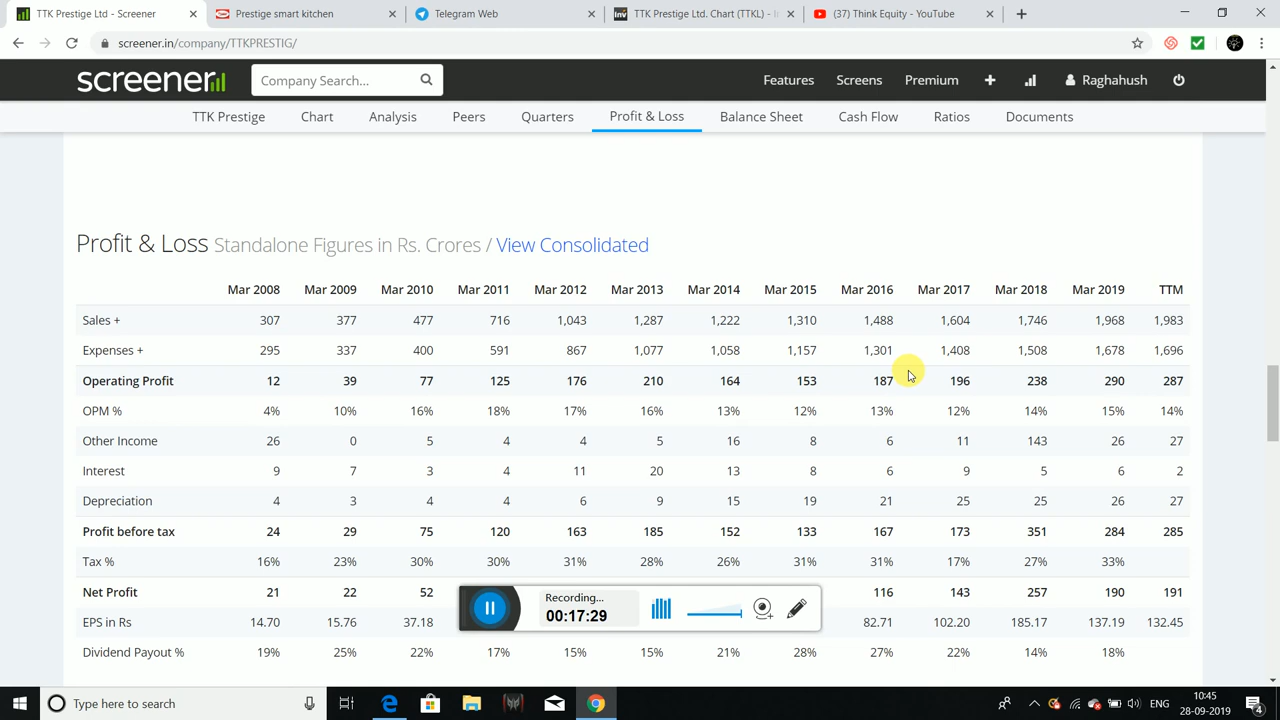 TTK Prestige Ltd - Screener
Prestige smart kitchen
Telegram Web
TTK Prestige Ltd. Chart (TTKL) - I
(37) Think Equity - YouTube
screener.in/company/TTKPRESTIG/
screener
Company Search...
Features
Screens
Premium
Raghahush
TTK Prestige
Chart
Analysis
Peers
Quarters
Profit & Loss
Balance Sheet
Cash Flow
Ratios
Documents
Profit & Loss Standalone Figures in Rs. Crores / View Consolidated
Mar 2008 Mar 2009 Mar 2010 Mar 2011 Mar 2012 Mar 2013 Mar 2014 Mar 2015 Mar 2016 Mar 2017 Mar 2018 Mar 2019 TTM
Sales + 307 377 477 716 1,043 1,287 1,222 1,310 1,488 1,604 1,746 1,968 1,983
Expenses + 295 337 400 591 867 1,077 1,058 1,157 1,301 1,408 1,508 1,678 1,696
Operating Profit 12 39 77 125 176 210 164 153 187 196 238 290 287
OPM % 4% 10% 16% 18% 17% 16% 13% 12% 13% 12% 14% 15% 14%
Other Income 26 0 5 4 4 5 16 8 6 11 143 26 27
Interest 9 7 3 4 11 20 13 8 6 9 5 6 2
Depreciation 4 3 4 4 6 9 15 19 21 25 25 26 27
Profit before tax 24 29 75 120 163 185 152 133 167 173 351 284 285
Tax % 16% 23% 30% 30% 31% 28% 26% 31% 31% 17% 27% 33%
Net Profit 21 22 52 116 143 257 190 191
EPS in Rs 14.70 15.76 37.18 82.71 102.20 185.17 137.19 132.45
Dividend Payout % 19% 25% 22% 17% 15% 15% 21% 28% 27% 22% 14% 18%
Recording...
00:17:29
Type here to search
ENG
10:45
28-09-2019
4